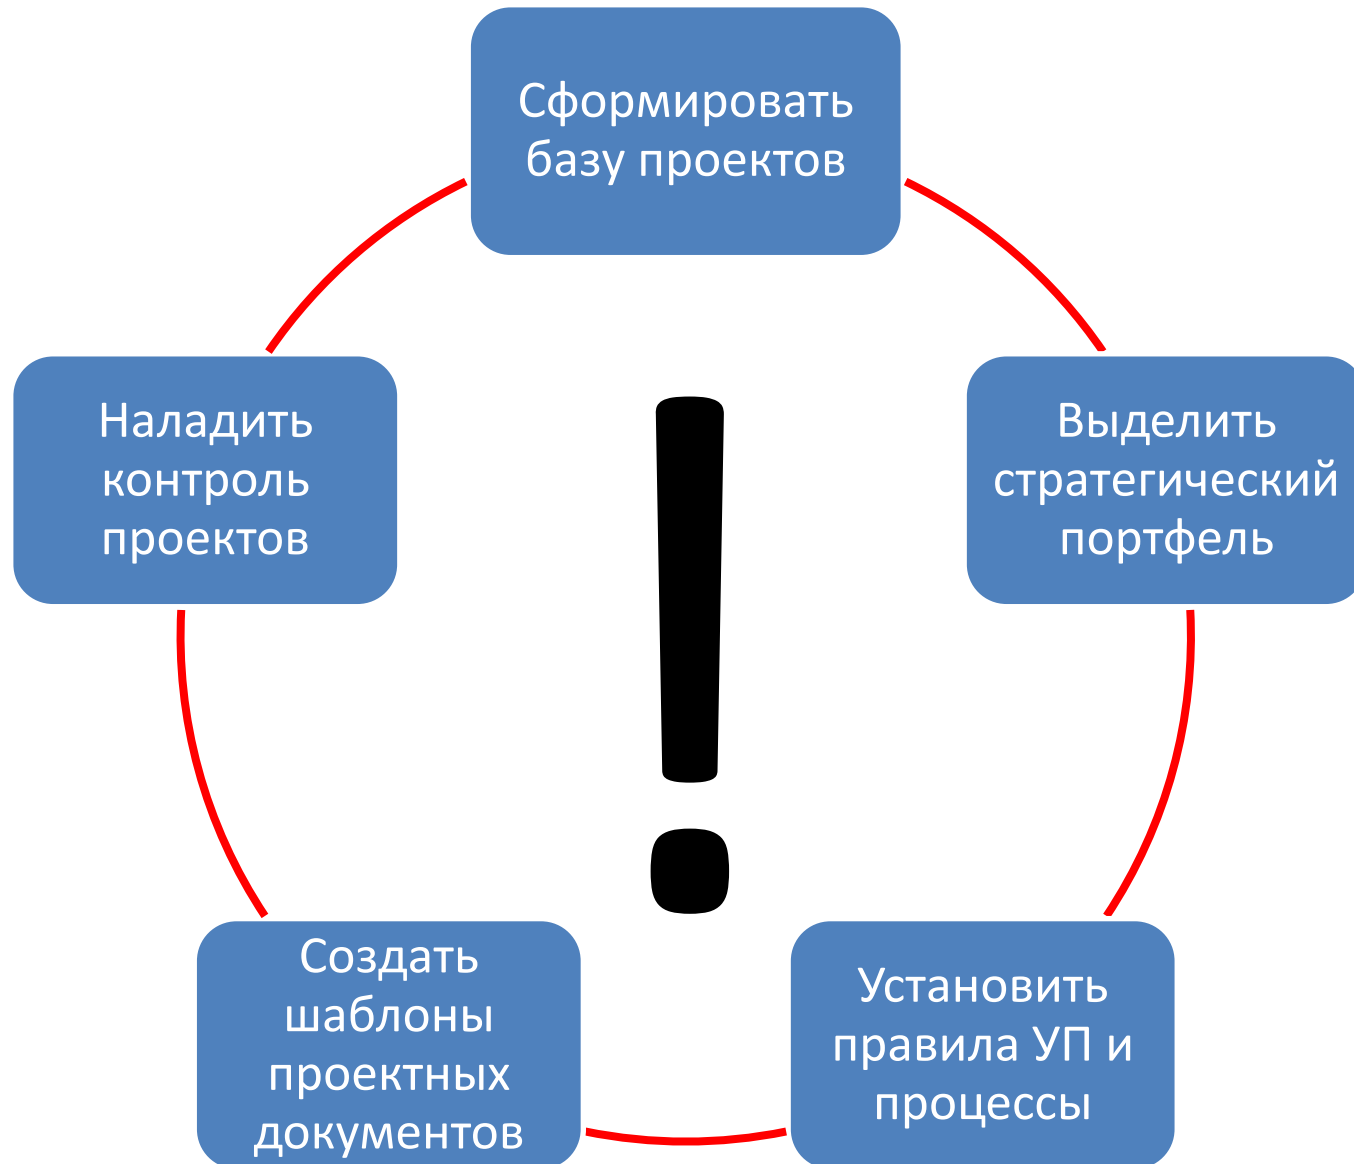 Сформировать
базу проектов
Выделить
стратегический
портфель
Установить
правила УП и
процессы
Создать
шаблоны
проектных
документов
Наладить
контроль
проектов
!